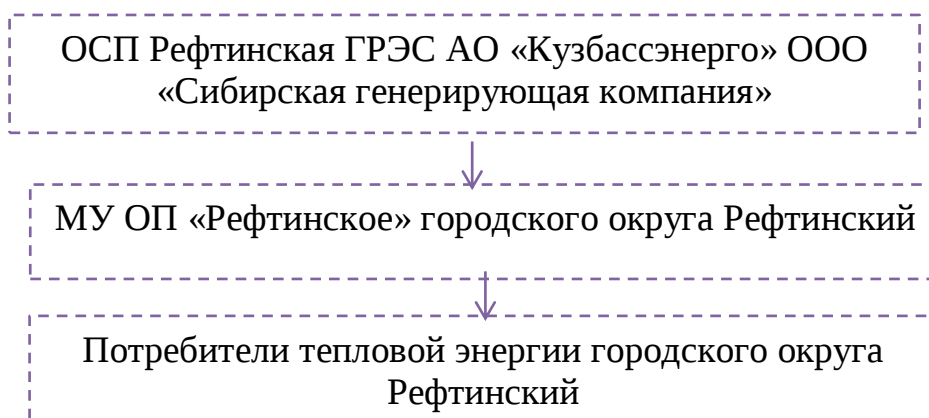 ОСП Рефтинская ГРЭС АО «Кузбассэнерго» ООО
«Сибирская генерирующая компания»
МУ ОП «Рефтинское» городского округа Рефтинский
Потребители тепловой энергии городского округа
Рефтинский